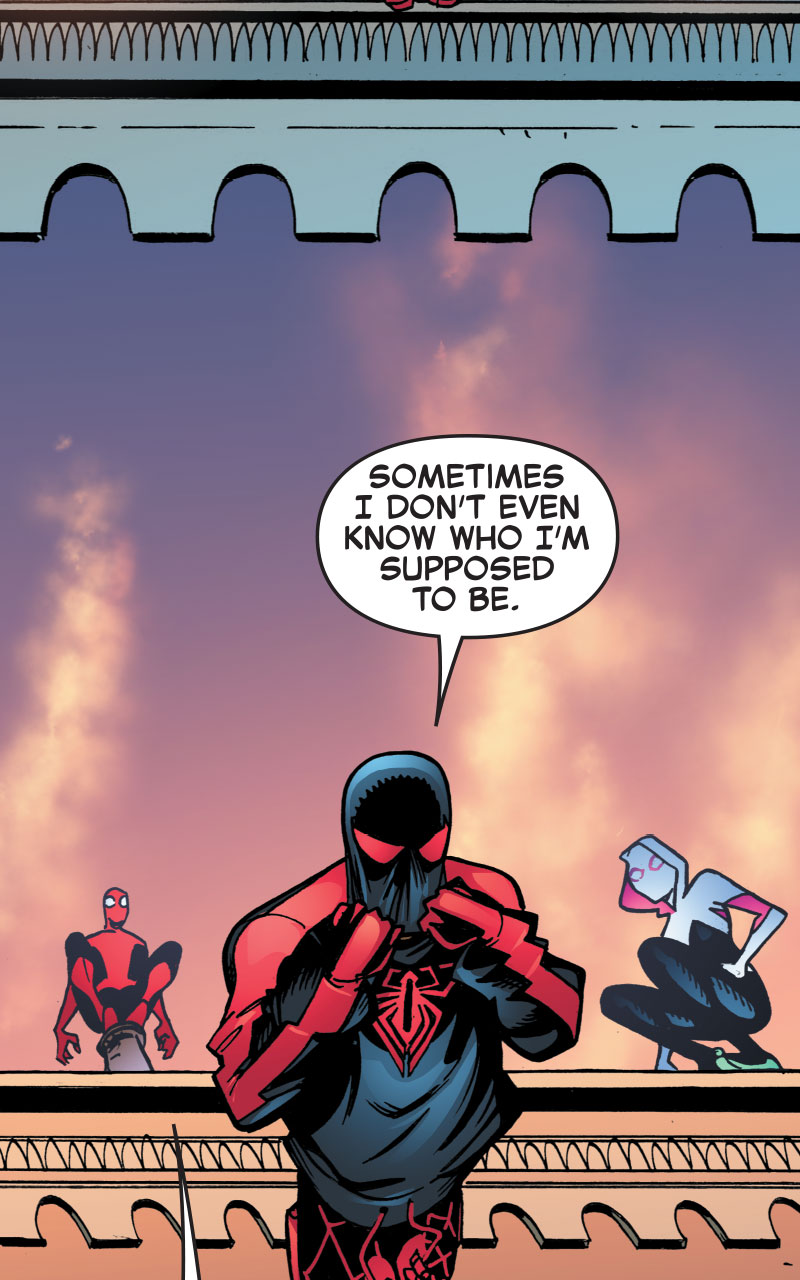 SOMETIMES
I DON'T EVEN
KNOW WHO I'M
SUPPOSED
TO BE.